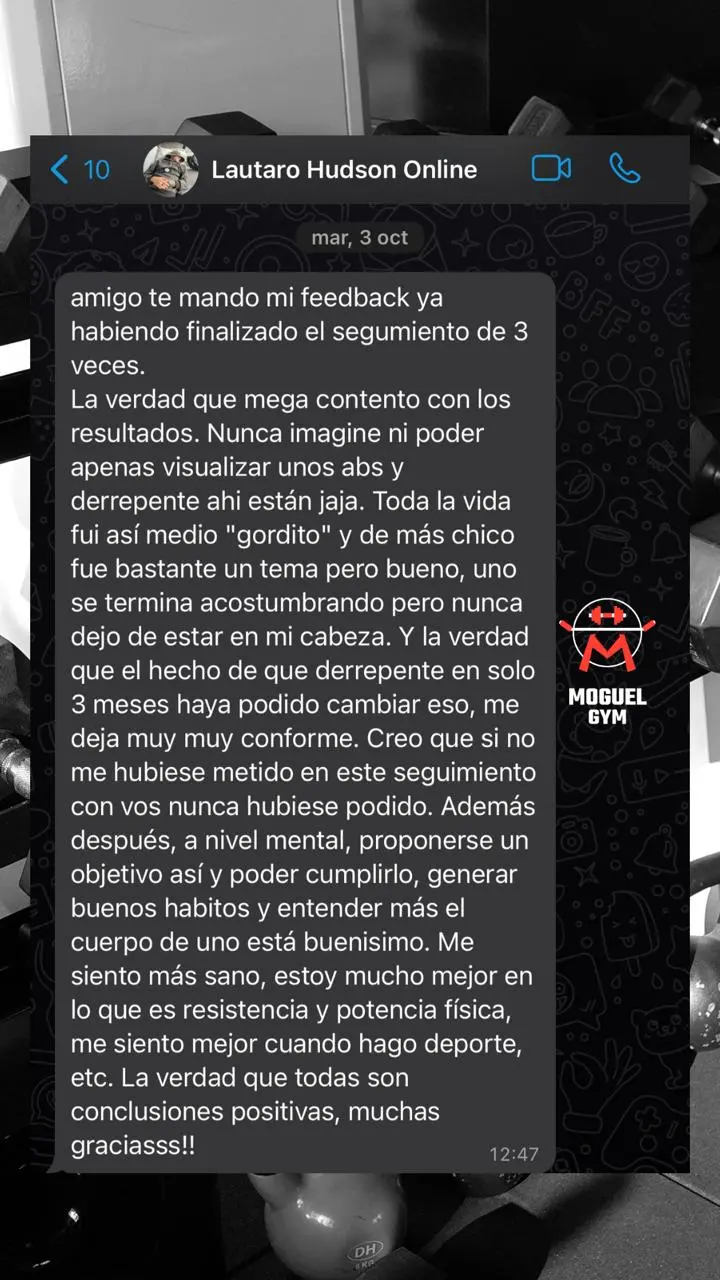 10
Lautaro Hudson Online
mar, 3 oct
amigo te mando mi feedback ya
habiendo finalizado el segumiento de 3
veces.
La verdad que mega contento con los
resultados. Nunca imagine ni poder
apenas visualizar unos abs y
derrepente ahi están jaja. Toda la vida
fui así medio "gordito" y de más chico
fue bastante un tema pero bueno, uno
se termina acostumbrando pero nunca
dejo de estar en mi cabeza. Y la verdad
que el hecho de que derrepente en solo
3 meses haya podido cambiar eso, me
deja muy muy conforme. Creo que si no
me hubiese metido en este seguimiento
con vos nunca hubiese podido. Además
después, a nivel mental, proponerse un
objetivo así y poder cumplirlo, generar
buenos habitos y entender más el
cuerpo de uno está buenisimo. Me
siento más sano, estoy mucho mejor en
lo que es resistencia y potencia física,
me siento mejor cuando hago deporte,
etc. La verdad que todas son
conclusiones positivas, muchas
graciasss!!
12:47
M
MOGUEL
GYM
BFF
DH